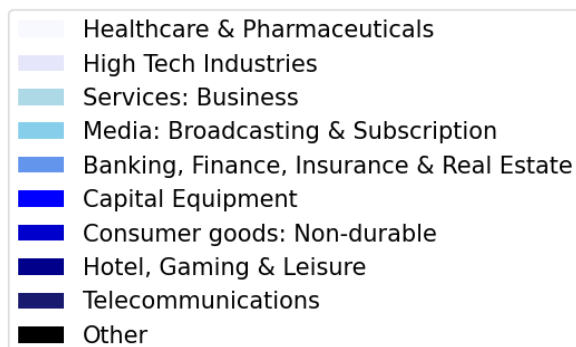 Healthcare & Pharmaceuticals
High Tech Industries
Services: Business
Media: Broadcasting & Subscription
Banking, Finance, Insurance & Real Estate
Capital Equipment
Consumer goods: Non-durable
Hotel, Gaming & Leisure
Telecommunications
Other